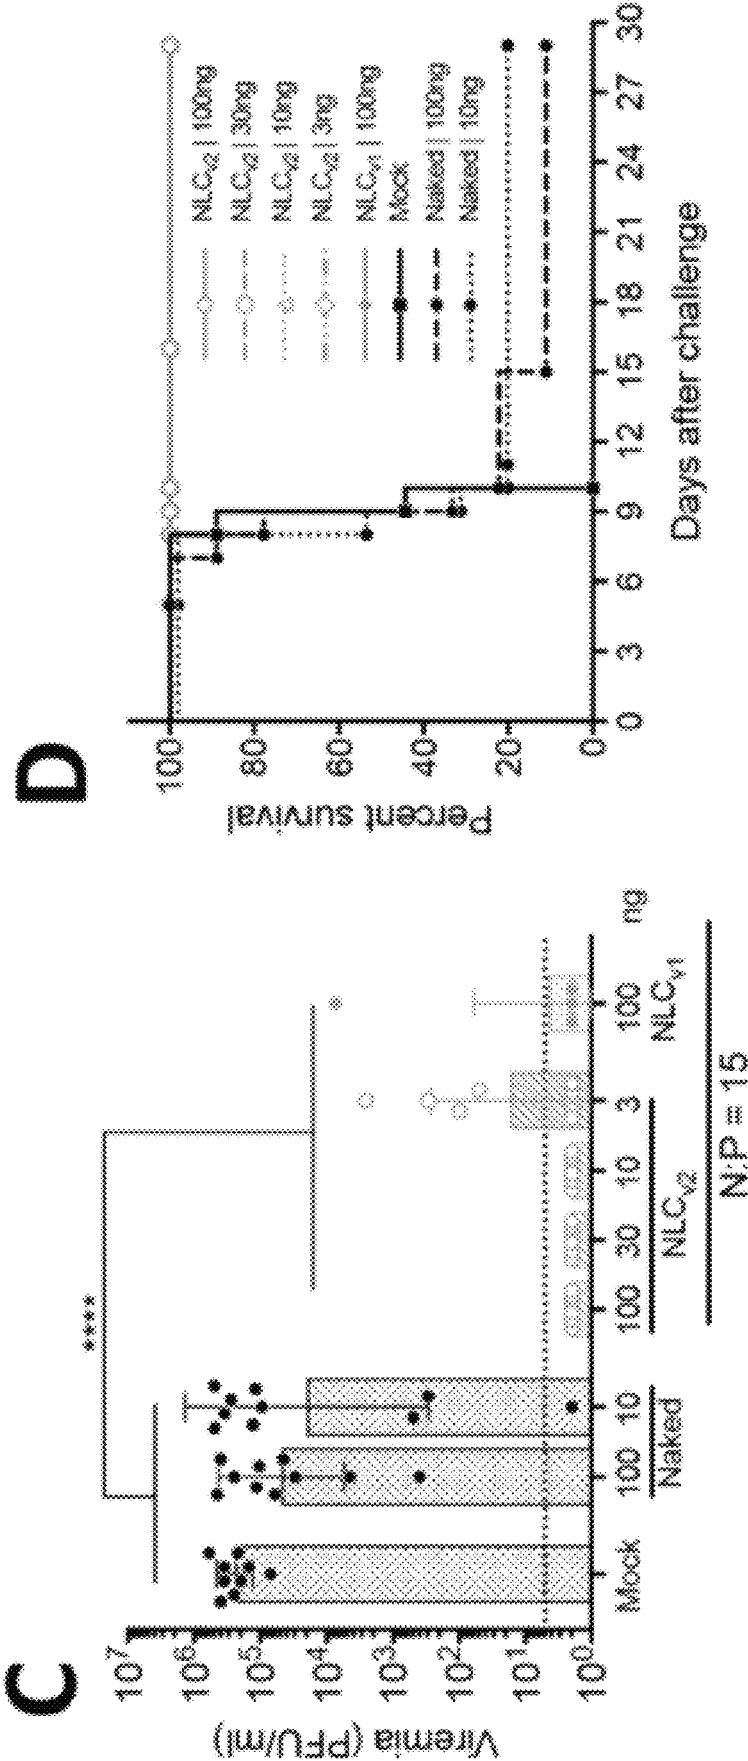 C
Viremia (PFU/ml)
10⁷
10⁶
10⁵
10⁴
10³
10²
10¹
10⁰
****
Mock
100
10
100
30
10
3
100
ng
Naked
NLCv2
NLCv1
N:P = 15
D
Percent survival
100
80
60
40
20
0
NLCv2 | 100ng
NLCv2 | 30ng
NLCv2 | 10ng
NLCv2 | 3ng
NLCv1 | 100ng
Mock
Naked | 100ng
Naked | 10ng
0
3
6
9
12
15
18
21
24
27
30
Days after challenge